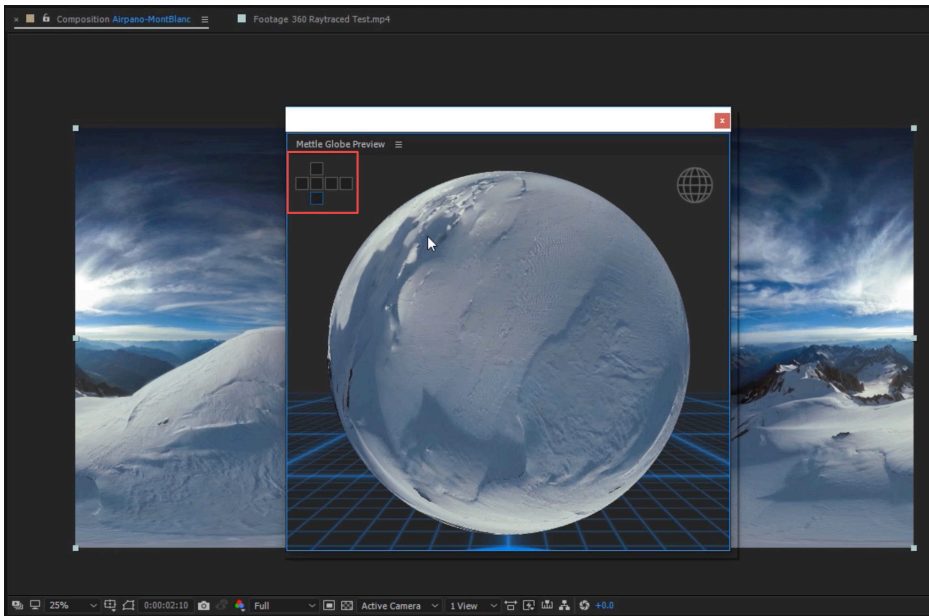 × Composition Airpano-MontBlanc ≡ Footage 360 Raytraced Test.mp4
x
Mettle Globe Preview ≡
25% 0:00:02:10 Full Active Camera 1 View +0.0